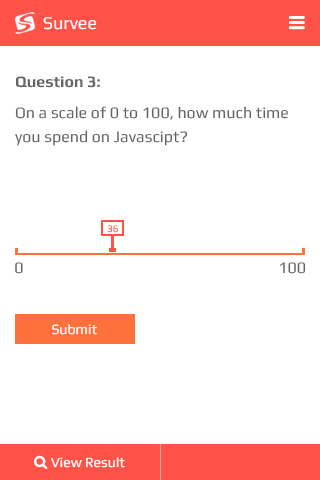 Survee
Question 3:
On a scale of 0 to 100, how much time
you spend on Javascipt?
36
0 100
Submit
View Result